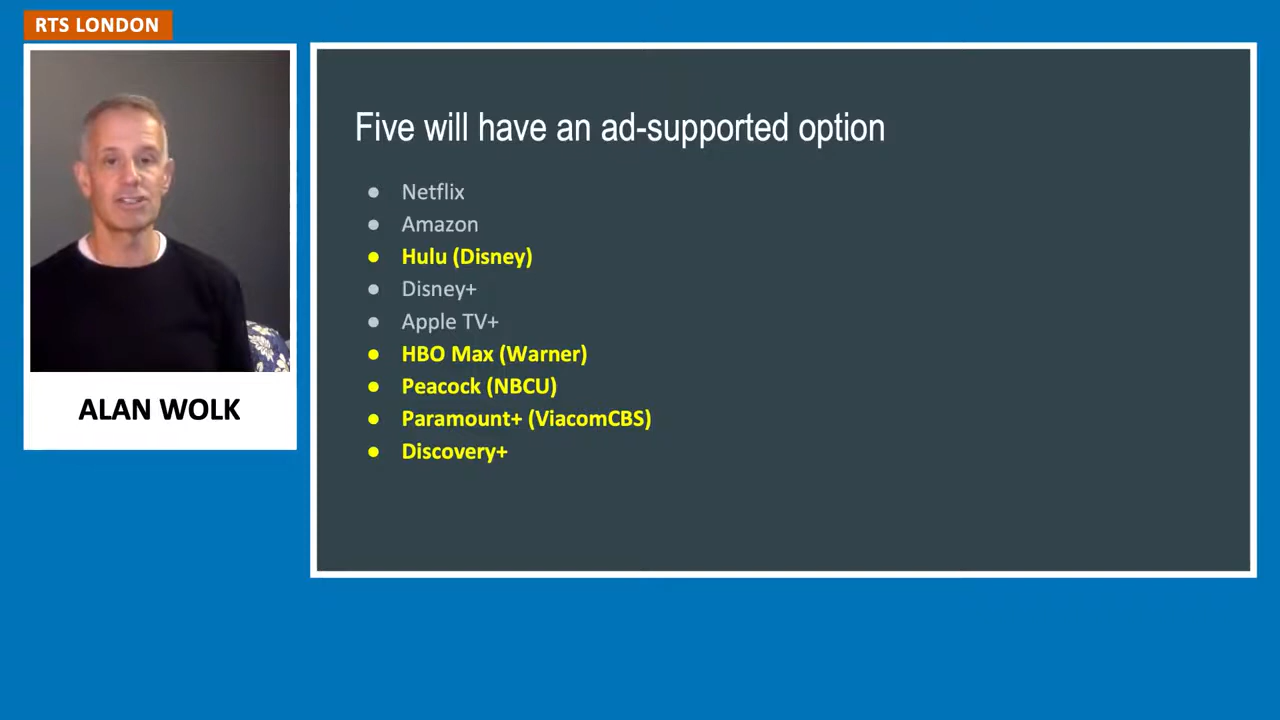 RTS LONDON
ALAN WOLK
Five will have an ad-supported option
● Netflix
● Amazon
● Hulu (Disney)
● Disney+
● Apple TV+
● HBO Max (Warner)
● Peacock (NBCU)
● Paramount+ (ViacomCBS)
● Discovery+